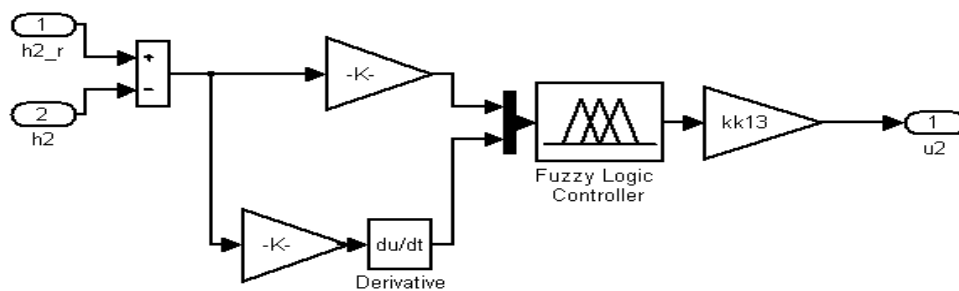 1
h2_r
+
-K-
2
−
h2
Fuzzy Logic
Controller
kk13
1
u2
-K-
du/dt
Derivative